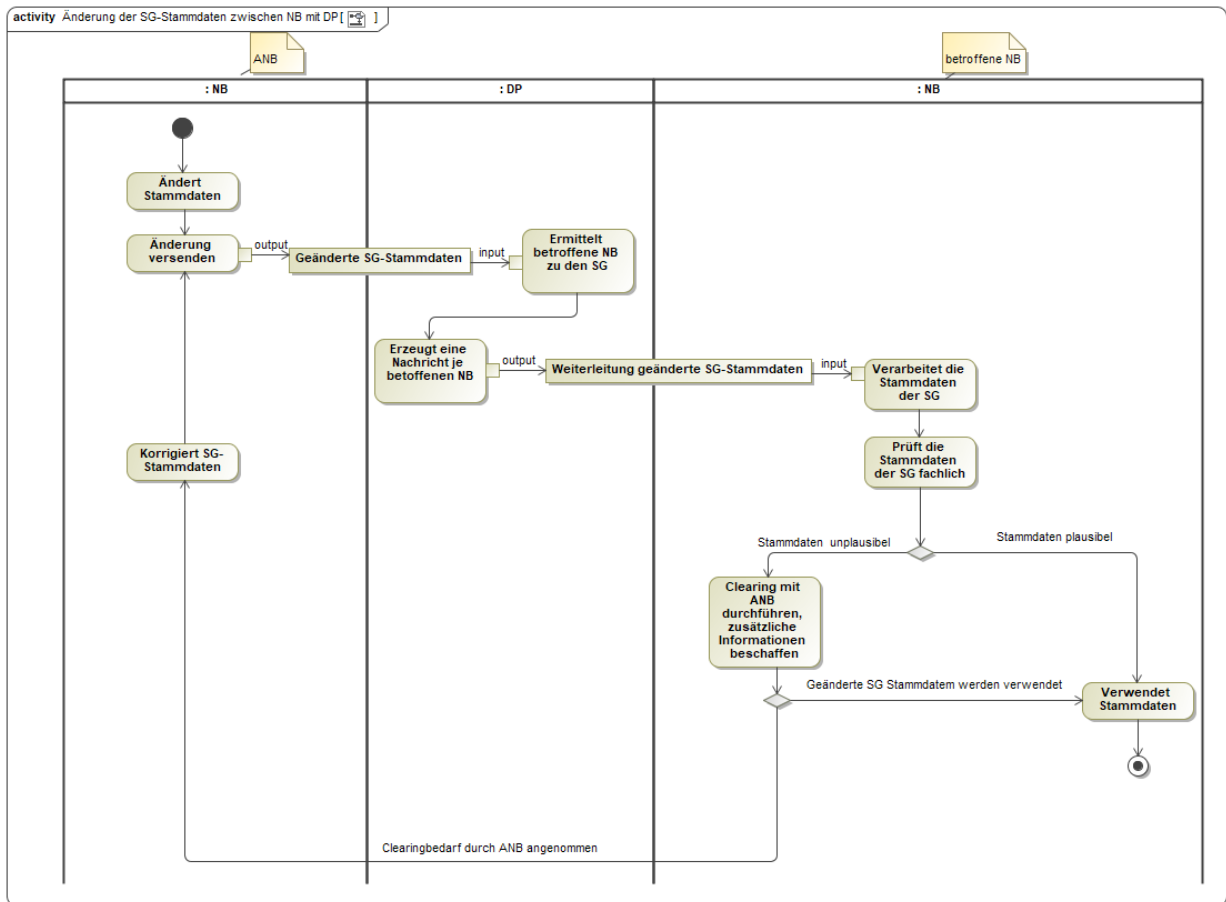 activity Änderung der SG-Stammdaten zwischen NB mit DP[ ]
ANB
betroffene NB
: NB
: DP
: NB
Ändert
Stammdaten
Änderung
versenden
output
Geänderte SG-Stammdaten
input
Ermittelt
betroffene NB
zu den SG
Erzeugt eine
Nachricht je
betoffenen NB
output
Weiterleitung geänderte SG-Stammdaten
input
Verarbeitet die
Stammdaten
der SG
Korrigiert SG-
Stammdaten
Prüft die
Stammdaten
der SG fachlich
Stammdaten unplausibel
Stammdaten plausibel
Clearing mit
ANB
durchführen,
zusätzliche
Informationen
beschaffen
Geänderte SG Stammdatem werden verwendet
Verwendet
Stammdaten
Clearingbedarf durch ANB angenommen